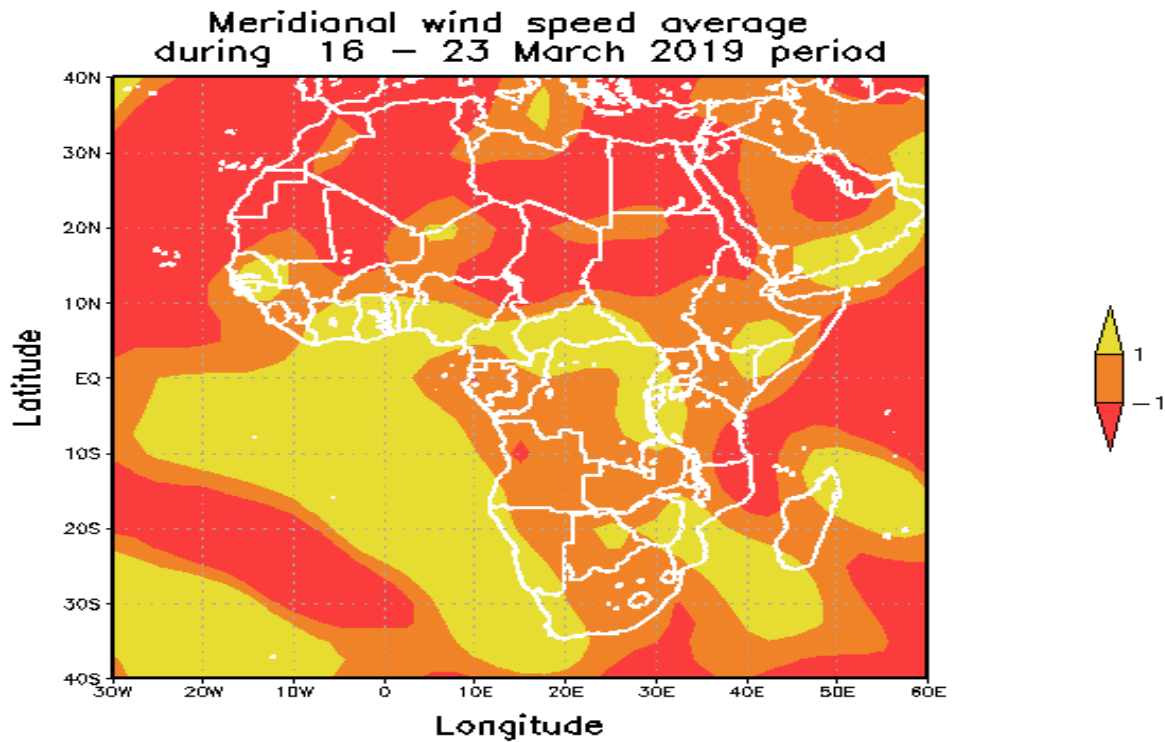 Meridional wind speed average
during 16 – 23 March 2019 period
40N
30N
20N
10N
EQ
10S
20S
30S
40S
Latitude
30W 20W 10W 0 10E 20E 30E 40E 50E 60E
Longitude
1
−1